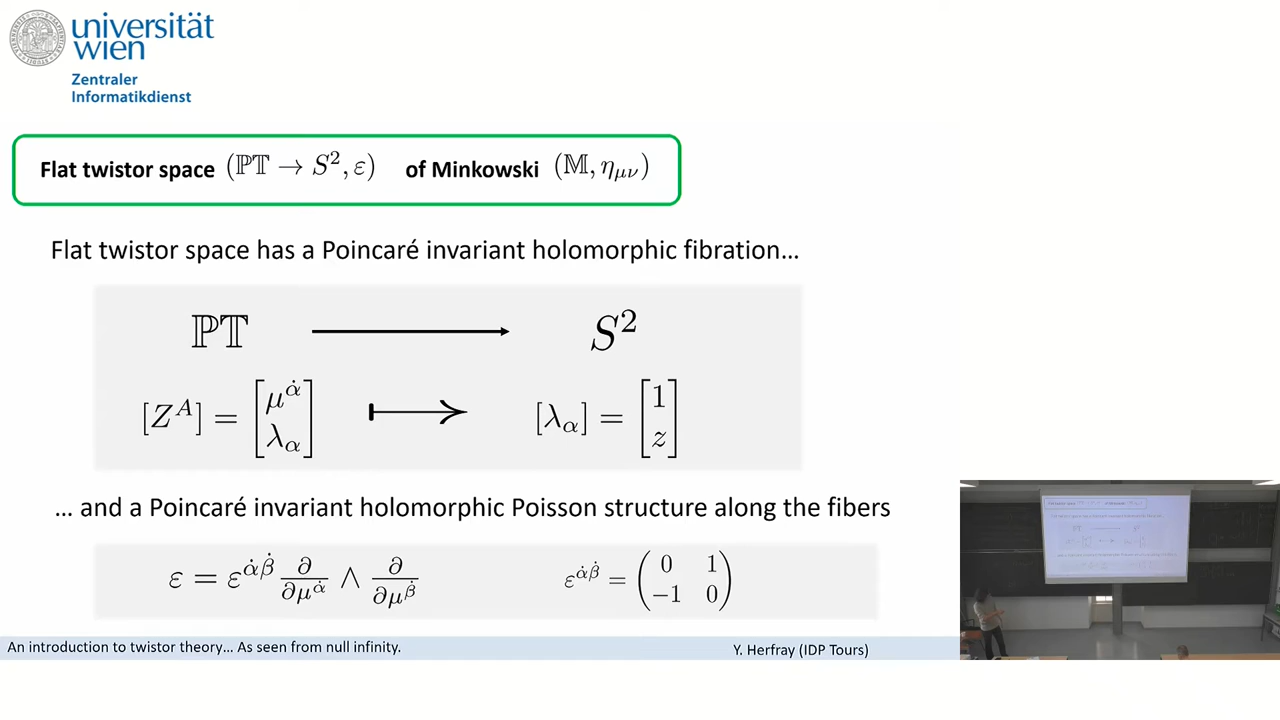 universität
wien
Zentraler
Informatikdienst
Flat twistor space (ℙ𝕋 → S², ε) of Minkowski (𝕄, η_{μν})
Flat twistor space has a Poincaré invariant holomorphic fibration...
ℙ𝕋 ⟶ S²
[Z^A] = [μ^{α̇} λ_α] ⟼ [λ_α] = [1 z]
... and a Poincaré invariant holomorphic Poisson structure along the fibers
ε = ε^{α̇β̇} ∂/∂μ^{α̇} ∧ ∂/∂μ^{β̇} ε^{α̇β̇} = (0 1 −1 0)
An introduction to twistor theory... As seen from null infinity. Y. Herfray (IDP Tours)